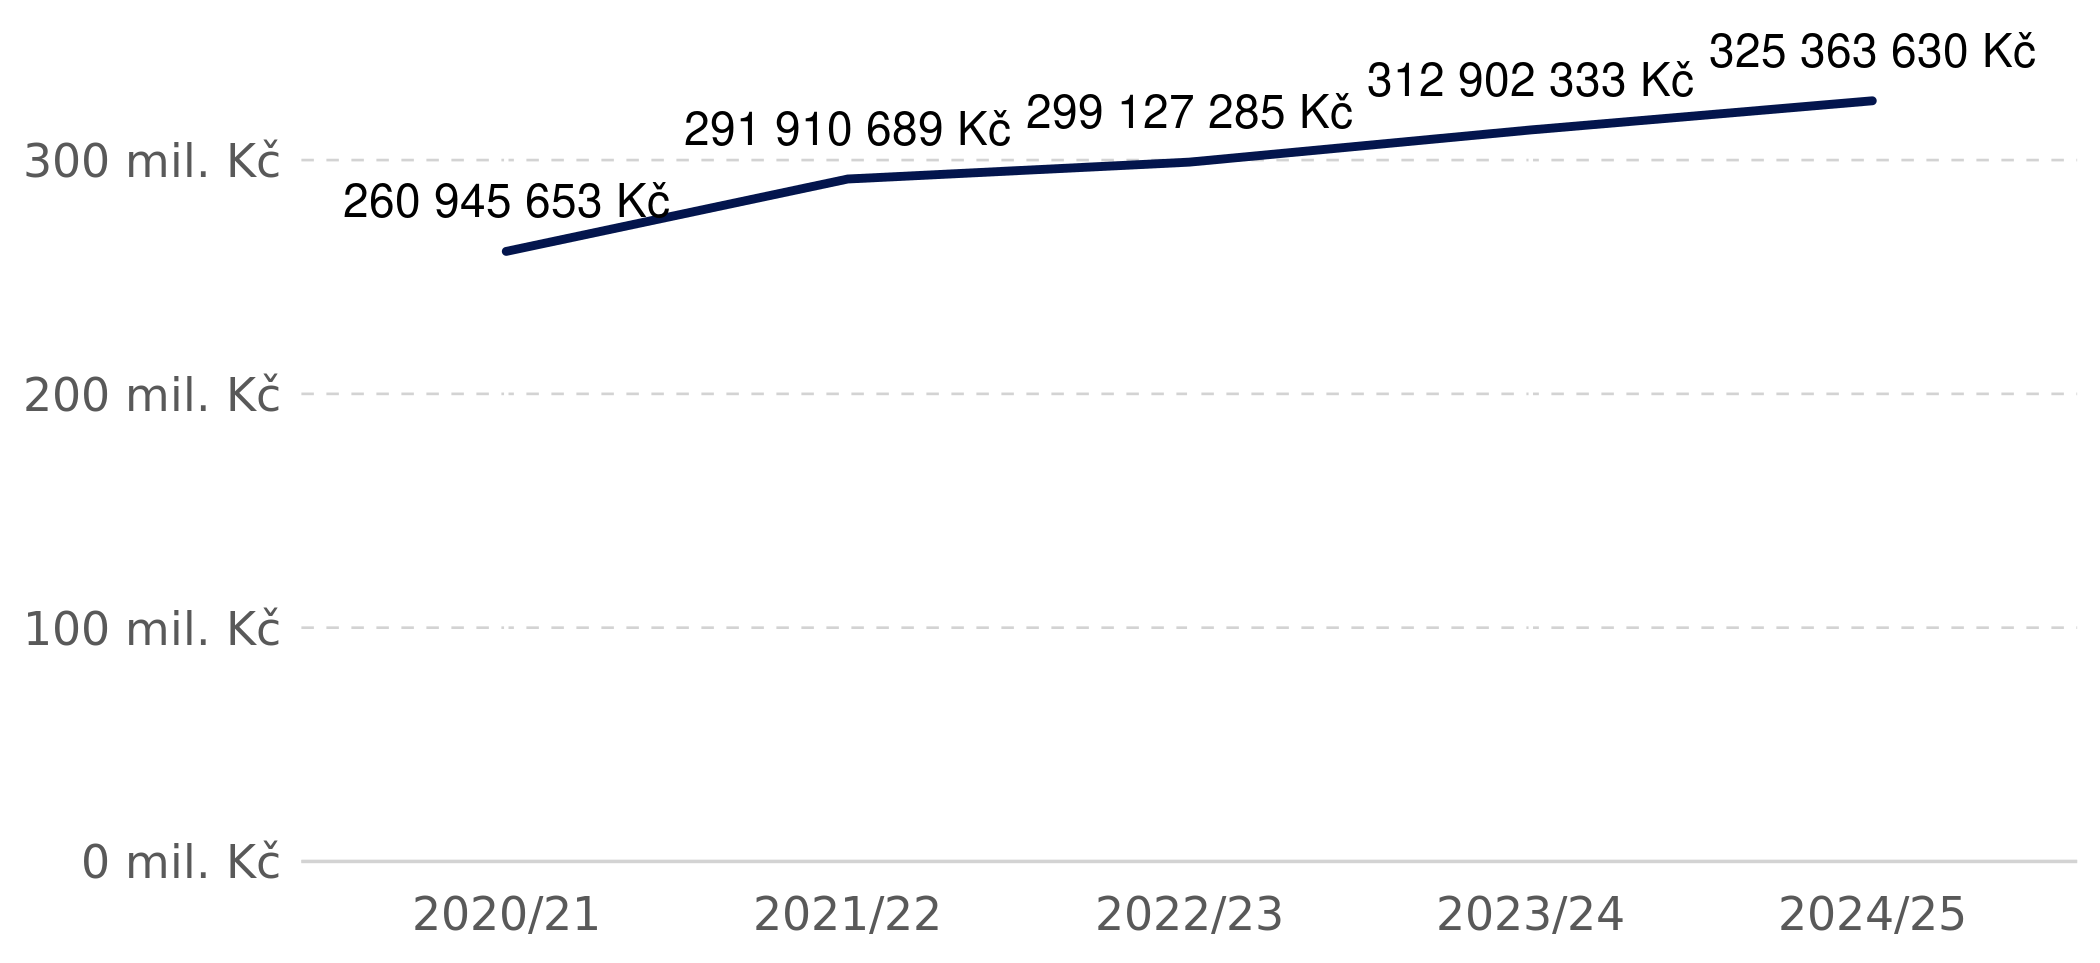 325 363 630 Kč
312 902 333 Kč
299 127 285 Kč
291 910 689 Kč
300 mil. Kč
260 945 653 Kč
200 mil. Kč
100 mil. Kč
0 mil. Kč
2020/21 2021/22 2022/23 2023/24 2024/25